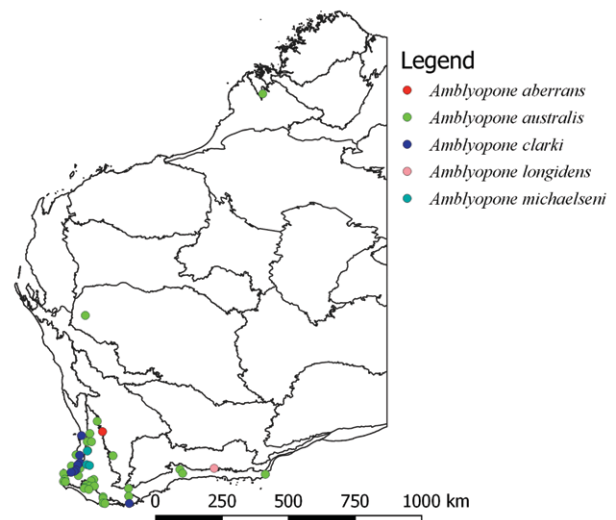 Legend
Amblyopone aberrans
Amblyopone australis
Amblyopone clarki
Amblyopone longidens
Amblyopone michaelseni
0 250 500 750 1000 km